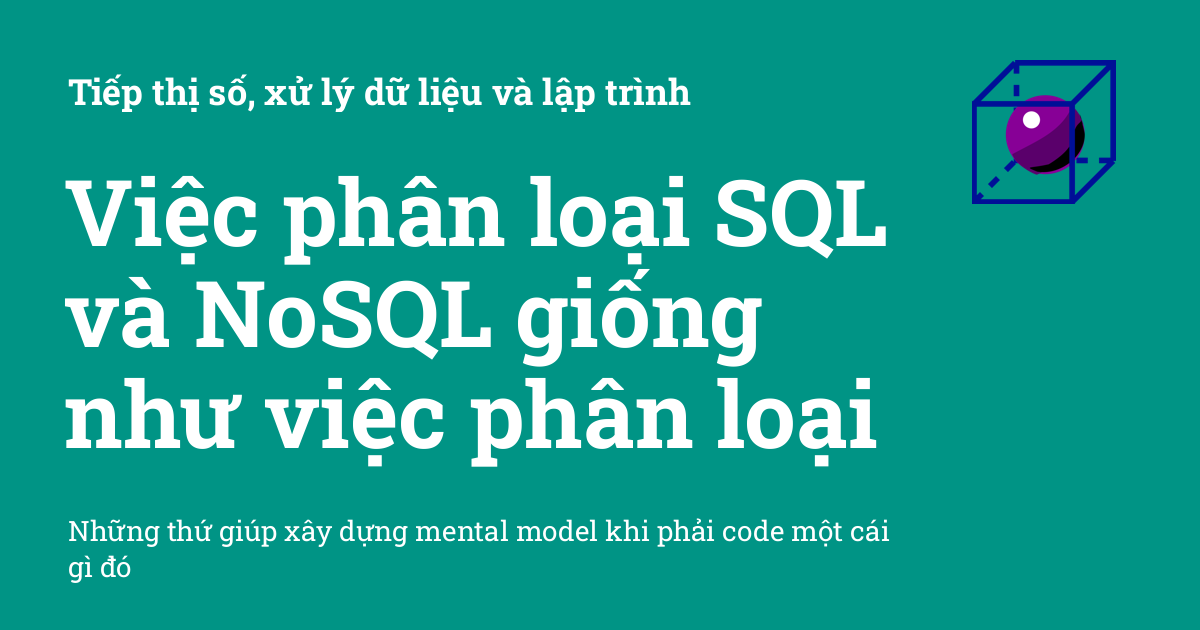 Tiếp thị số, xử lý dữ liệu và lập trình
Việc phân loại SQL
và NoSQL giống
như việc phân loại
Những thứ giúp xây dựng mental model khi phải code một cái
gì đó